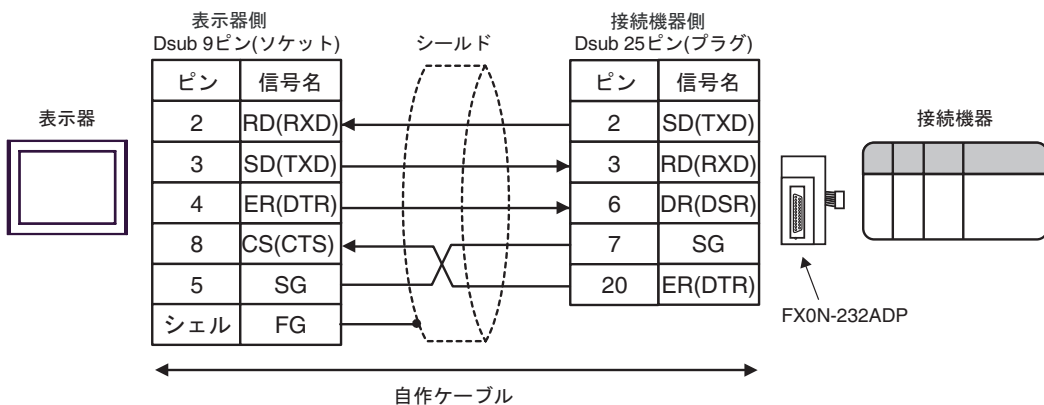 表示器側
Dsub 9ピン(ソケット)
シールド
接続機器側
Dsub 25ピン(プラグ)
表示器
ピン 信号名
2 RD(RXD)
3 SD(TXD)
4 ER(DTR)
8 CS(CTS)
5 SG
シェル FG
ピン 信号名
2 SD(TXD)
3 RD(RXD)
6 DR(DSR)
7 SG
20 ER(DTR)
接続機器
FX0N-232ADP
自作ケーブル